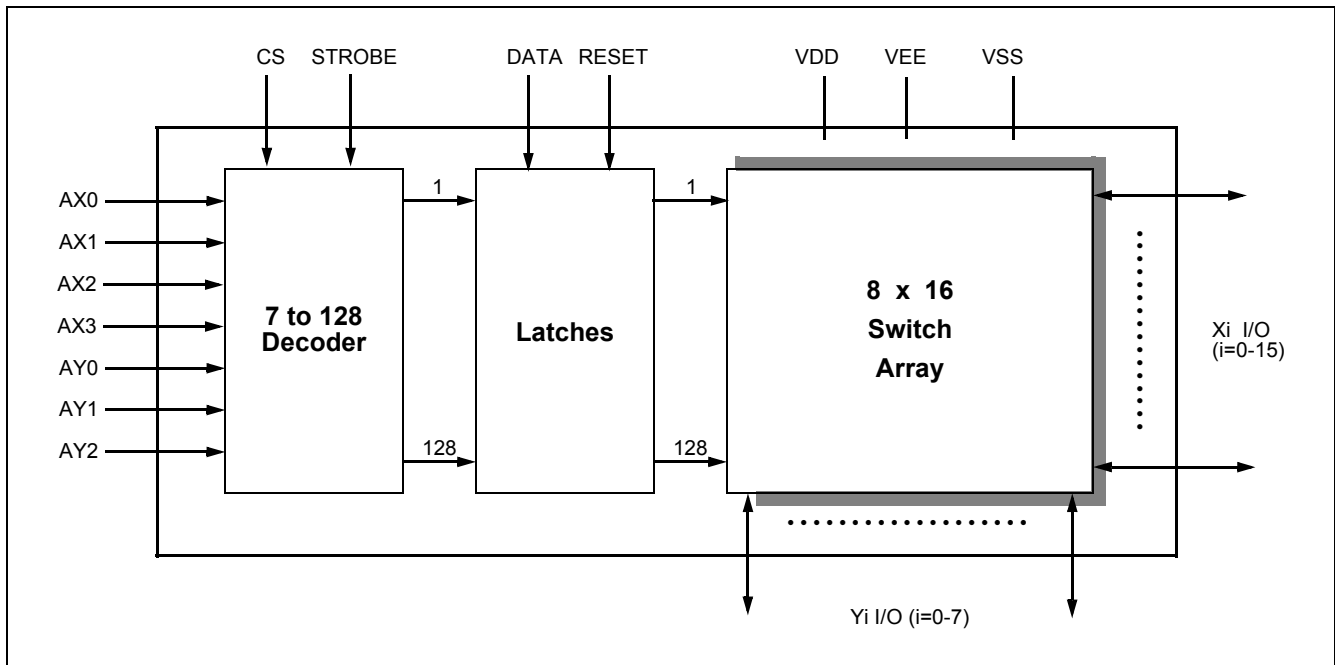 CS STROBE DATA RESET VDD VEE VSS
AX0
AX1
AX2
AX3
AY0
AY1
AY2
7 to 128
Decoder
1
128
Latches
1
128
8 x 16
Switch
Array
Xi I/O
(i=0-15)
Yi I/O (i=0-7)